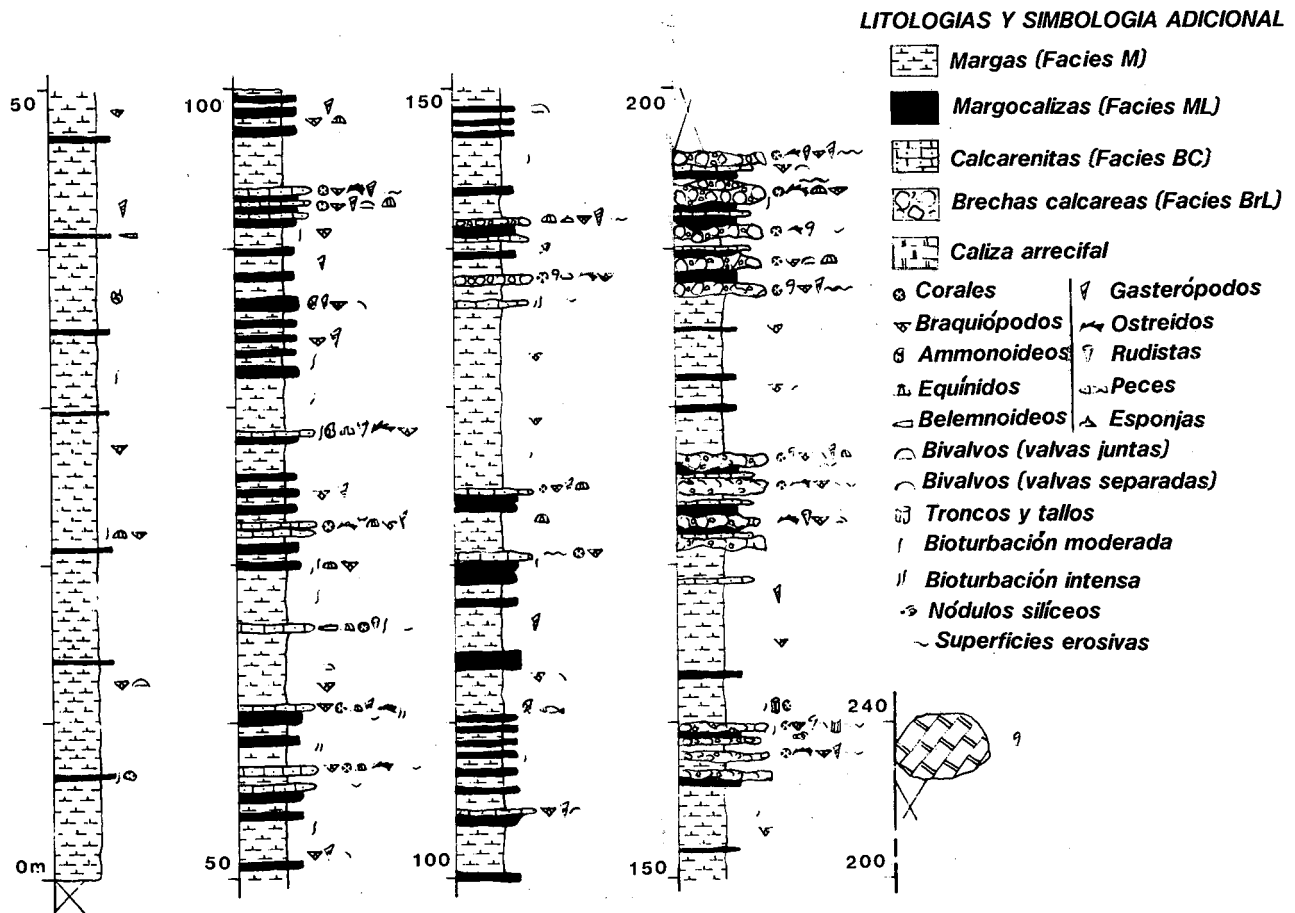 LITOLOGIAS Y SIMBOLOGIA ADICIONAL
Margas (Facies M)
Margocalizas (Facies ML)
Calcarenitas (Facies BC)
Brechas calcareas (Facies BrL)
Caliza arrecifal
Corales
Gasterópodos
Braquiópodos
Ostreidos
Ammonoideos
Rudistas
Equínidos
Peces
Belemnoideos
Esponjas
Bivalvos (valvas juntas)
Bivalvos (valvas separadas)
Troncos y tallos
Bioturbación moderada
Bioturbación intensa
Nódulos silíceos
Superficies erosivas
50
0m
100
50
150
100
200
150
240
200